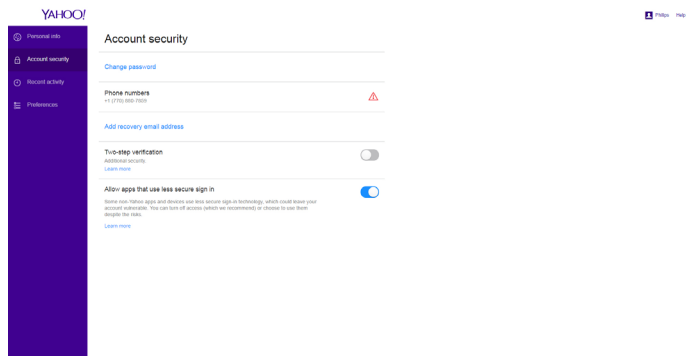 YAHOO!
Phillips Help
Personal info
Account security
Recent activity
Preferences
Account security
Change password
Phone numbers
Add recovery email address
Two-step verification
Additional security.
Learn more
Allow apps that use less secure sign in
Some non-Yahoo apps and devices use less secure sign-in technology, which could leave your
account vulnerable. You can turn off access (which we recommend) or choose to use them
despite the risks.
Learn more